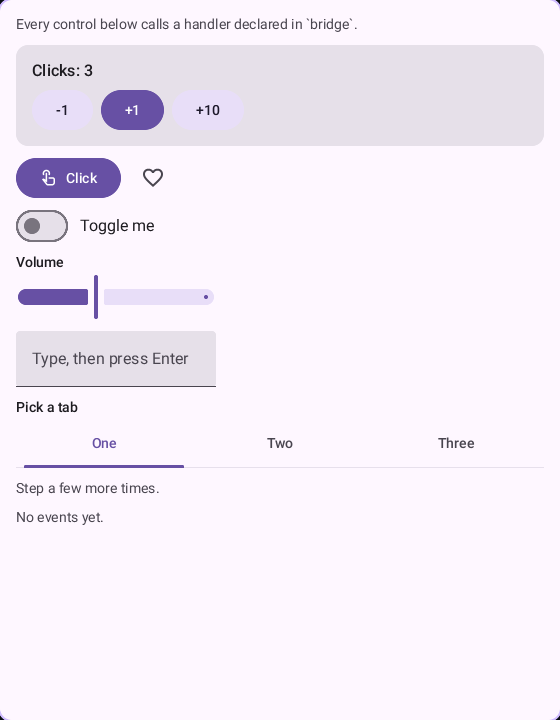 Every control below calls a handler declared in `bridge`.
Clicks: 3
-1 +1 +10
Click
Toggle me
Volume
Type, then press Enter
Pick a tab
One Two Three
Step a few more times.
No events yet.